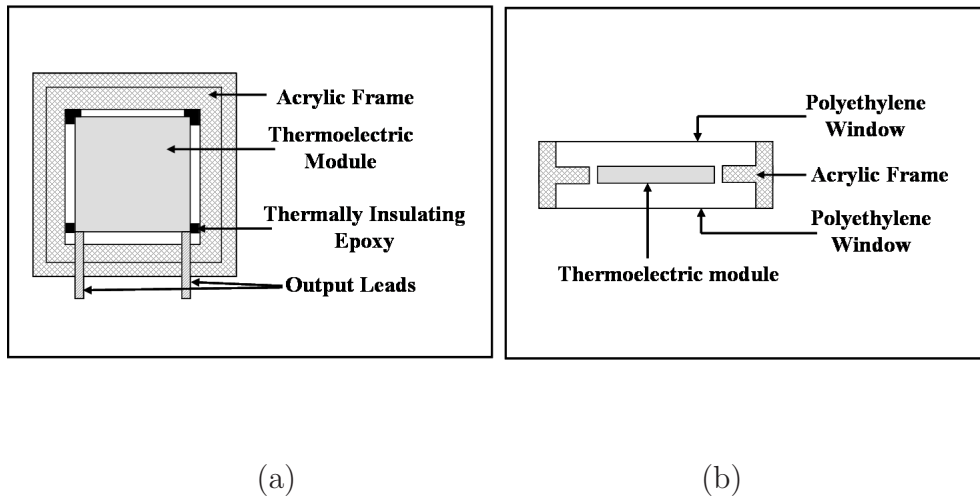 Acrylic Frame
Thermoelectric
Module
Thermally Insulating
Epoxy
Output Leads
Polyethylene
Window
Acrylic Frame
Polyethylene
Window
Thermoelectric module
(a)
(b)